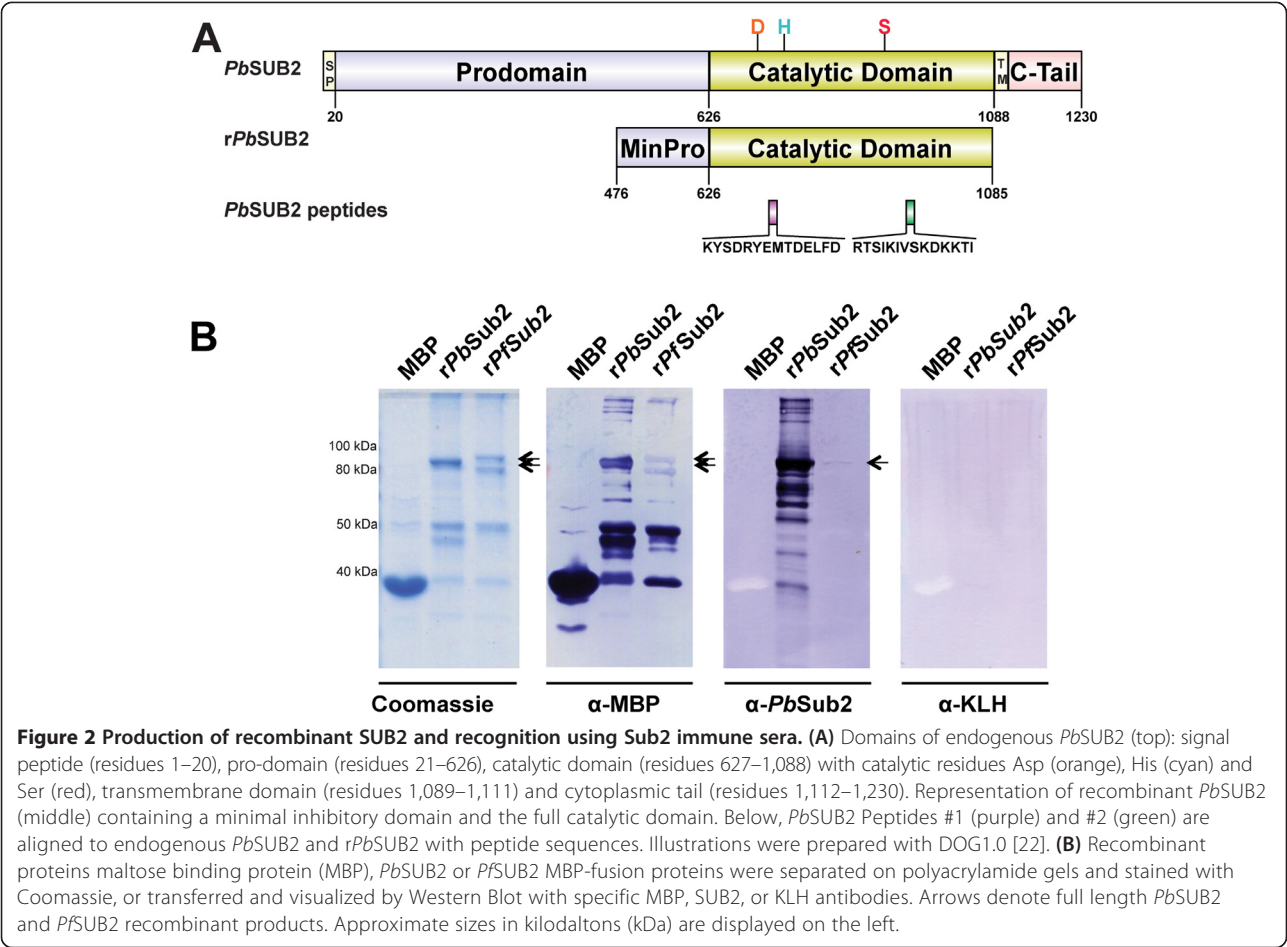 A
D H S
PbSUB2
SP
Prodomain
Catalytic Domain
TM
C-Tail
20 626 1088 1230
rPbSUB2
MinPro
Catalytic Domain
476 626 1085
PbSUB2 peptides
KYSDRYEMTDELFD RTSIKIVSKDKKTI
B
MBP rPbSub2 rPfSub2 MBP rPbSub2 rPfSub2 MBP rPbSub2 rPfSub2 MBP rPbSub2 rPfSub2
100 kDa
80 kDa
50 kDa
40 kDa
Coomassie α-MBP α-PbSub2 α-KLH
Figure 2 Production of recombinant SUB2 and recognition using Sub2 immune sera. (A) Domains of endogenous PbSUB2 (top): signal
peptide (residues 1–20), pro-domain (residues 21–626), catalytic domain (residues 627–1,088) with catalytic residues Asp (orange), His (cyan) and
Ser (red), transmembrane domain (residues 1,089–1,111) and cytoplasmic tail (residues 1,112–1,230). Representation of recombinant PbSUB2
(middle) containing a minimal inhibitory domain and the full catalytic domain. Below, PbSUB2 Peptides #1 (purple) and #2 (green) are
aligned to endogenous PbSUB2 and rPbSUB2 with peptide sequences. Illustrations were prepared with DOG1.0 [22]. (B) Recombinant
proteins maltose binding protein (MBP), PbSUB2 or PfSUB2 MBP-fusion proteins were separated on polyacrylamide gels and stained with
Coomassie, or transferred and visualized by Western Blot with specific MBP, SUB2, or KLH antibodies. Arrows denote full length PbSUB2
and PfSUB2 recombinant products. Approximate sizes in kilodaltons (kDa) are displayed on the left.